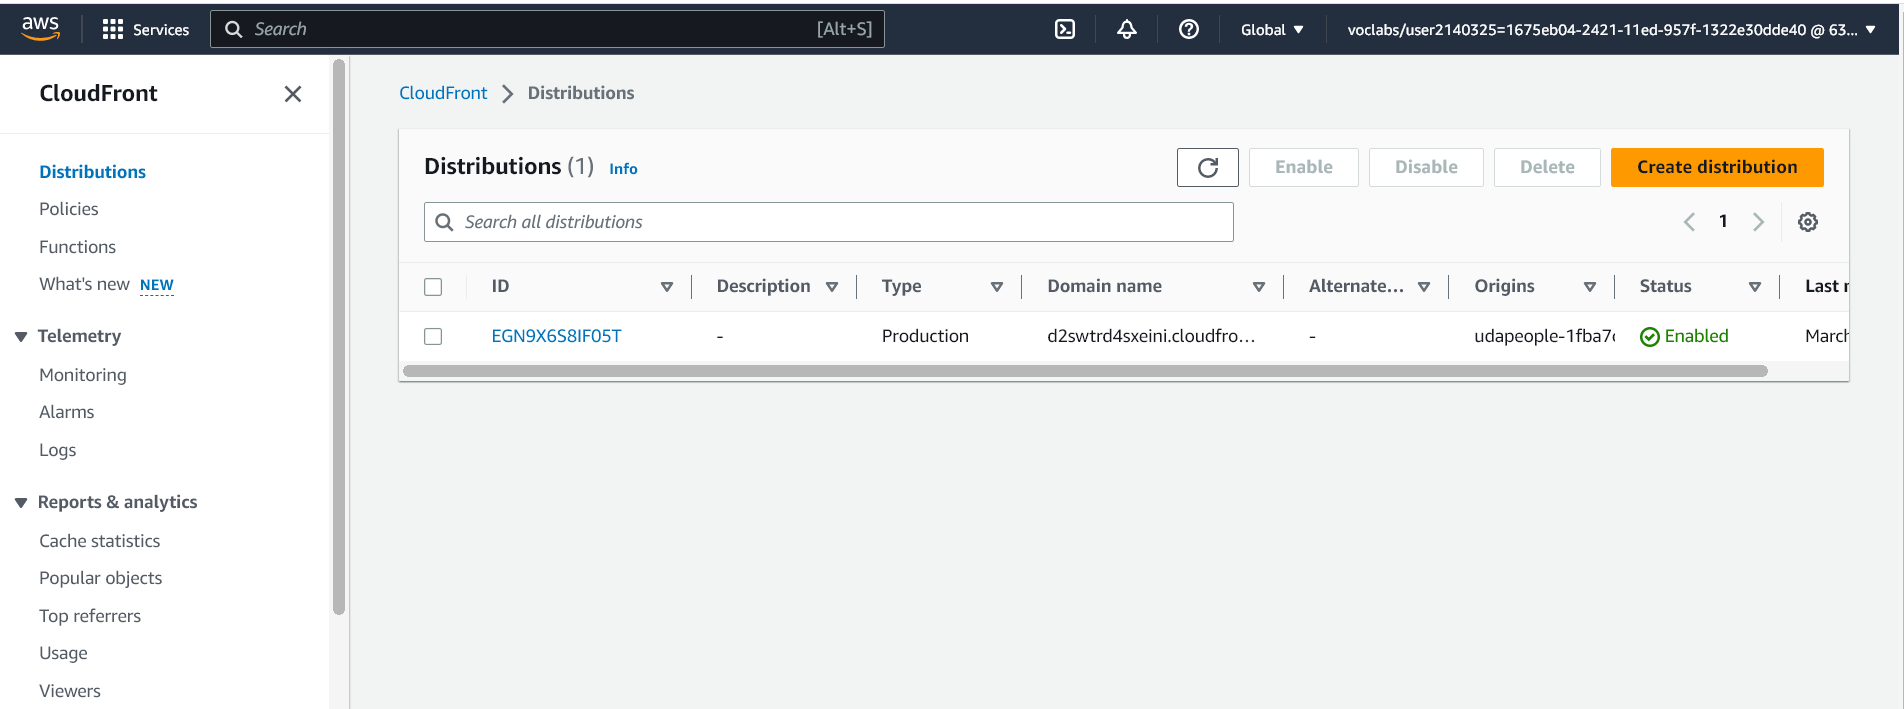 aws
Services
Search
[Alt+S]
Global
voclabs/user2140325=1675eb04-2421-11ed-957f-1322e30dde40 @ 63...
CloudFront
Distributions
Policies
Functions
What's new NEW
Telemetry
Monitoring
Alarms
Logs
Reports & analytics
Cache statistics
Popular objects
Top referrers
Usage
Viewers
CloudFront
Distributions
Distributions (1) Info
Enable
Disable
Delete
Create distribution
Search all distributions
1
ID
Description
Type
Domain name
Alternate...
Origins
Status
Last
EGN9X6S8IF05T
-
Production
d2swtrd4sxeini.cloudfro...
-
udapeople-1fba7
Enabled
March